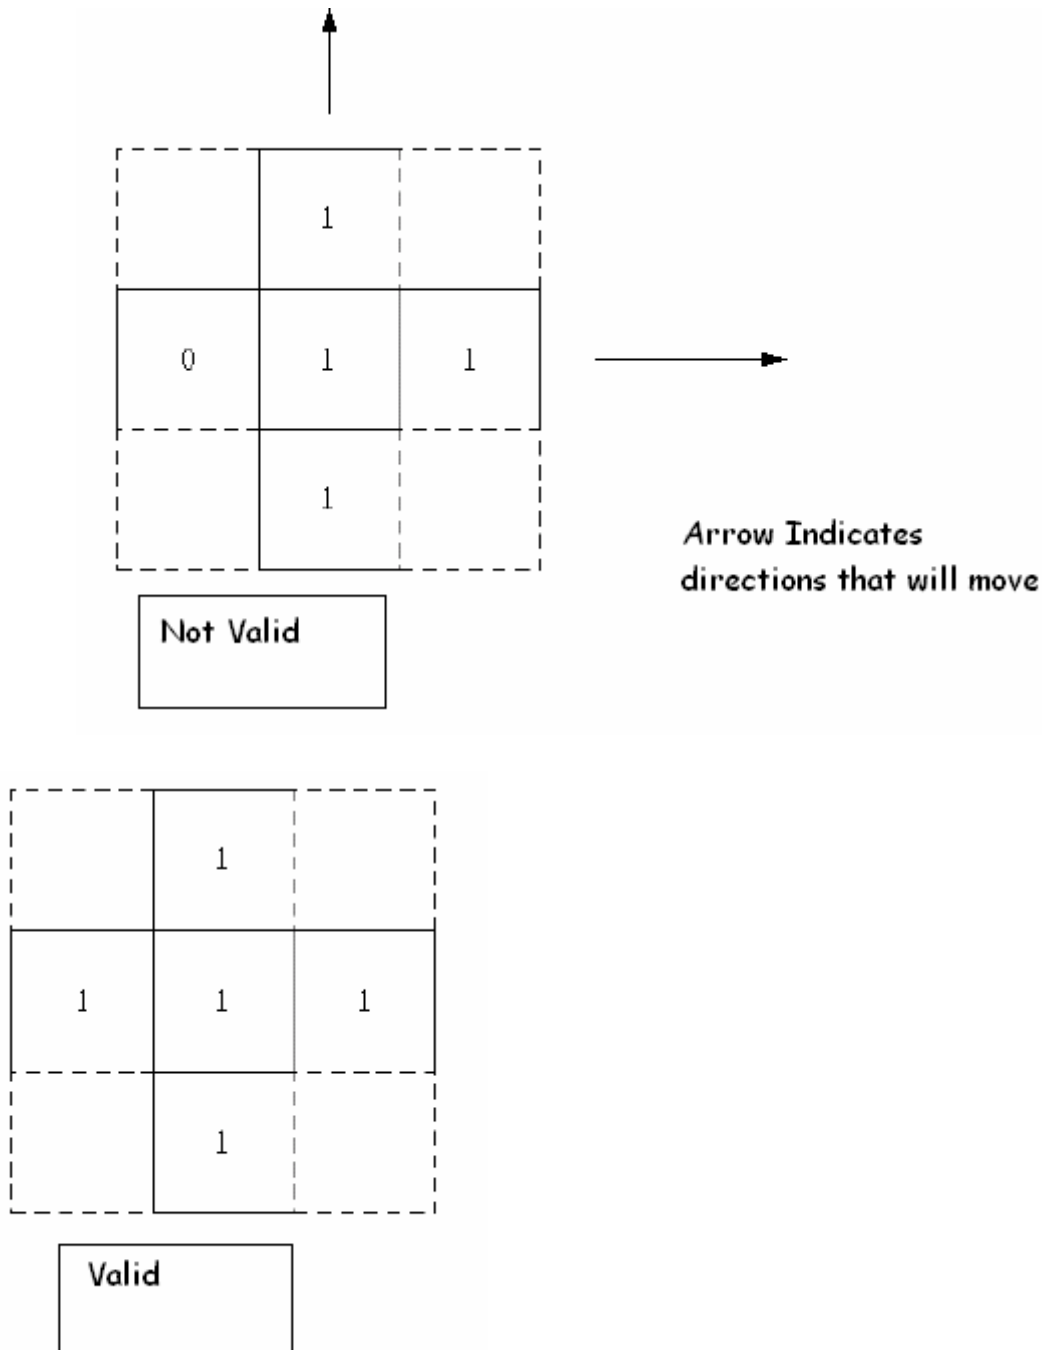 1
0 1 1
1
Arrow Indicates
directions that will move
Not Valid
1
1 1 1
1
Valid